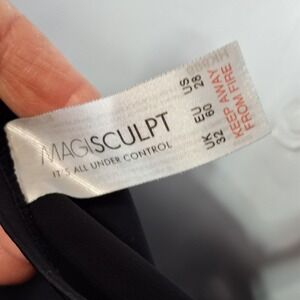 MAGISCULPT
IT'S ALL UNDER CONTROL
US 28
EU 60
UK 32
KEEP AWAY
FROM FIRE